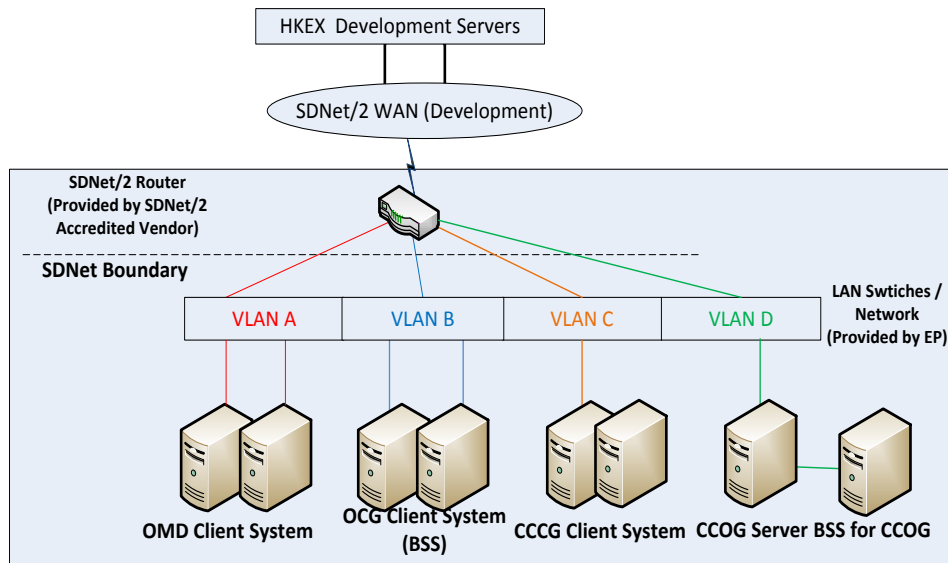 HKEX  Development Servers
SDNet/2 WAN (Development)
SDNet/2 Router
(Provided by SDNet/2
Accredited Vendor)
SDNet Boundary
LAN Swtiches /
Network
(Provided by EP)
VLAN A
VLAN B
VLAN C
VLAN D
OMD Client System
OCG Client System
(BSS)
CCCG Client System
CCOG Server
BSS for CCOG